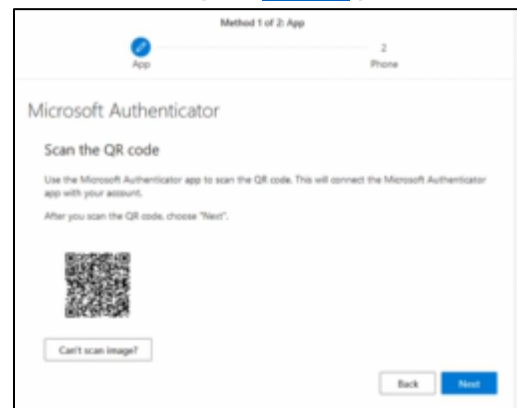 Method 1 of 2: App
2
App
Phone
Microsoft Authenticator
Scan the QR code
Use the Microsoft Authenticator app to scan the QR code. This will connect the Microsoft Authenticator
app with your account.
After you scan the QR code, choose "Next".
Can't scan image?
Back
Next